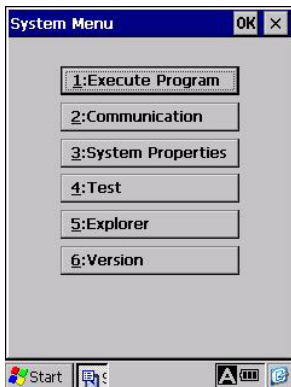 System Menu OK ×
1:Execute Program
2:Communication
3:System Properties
4:Test
5:Explorer
6:Version
Start A